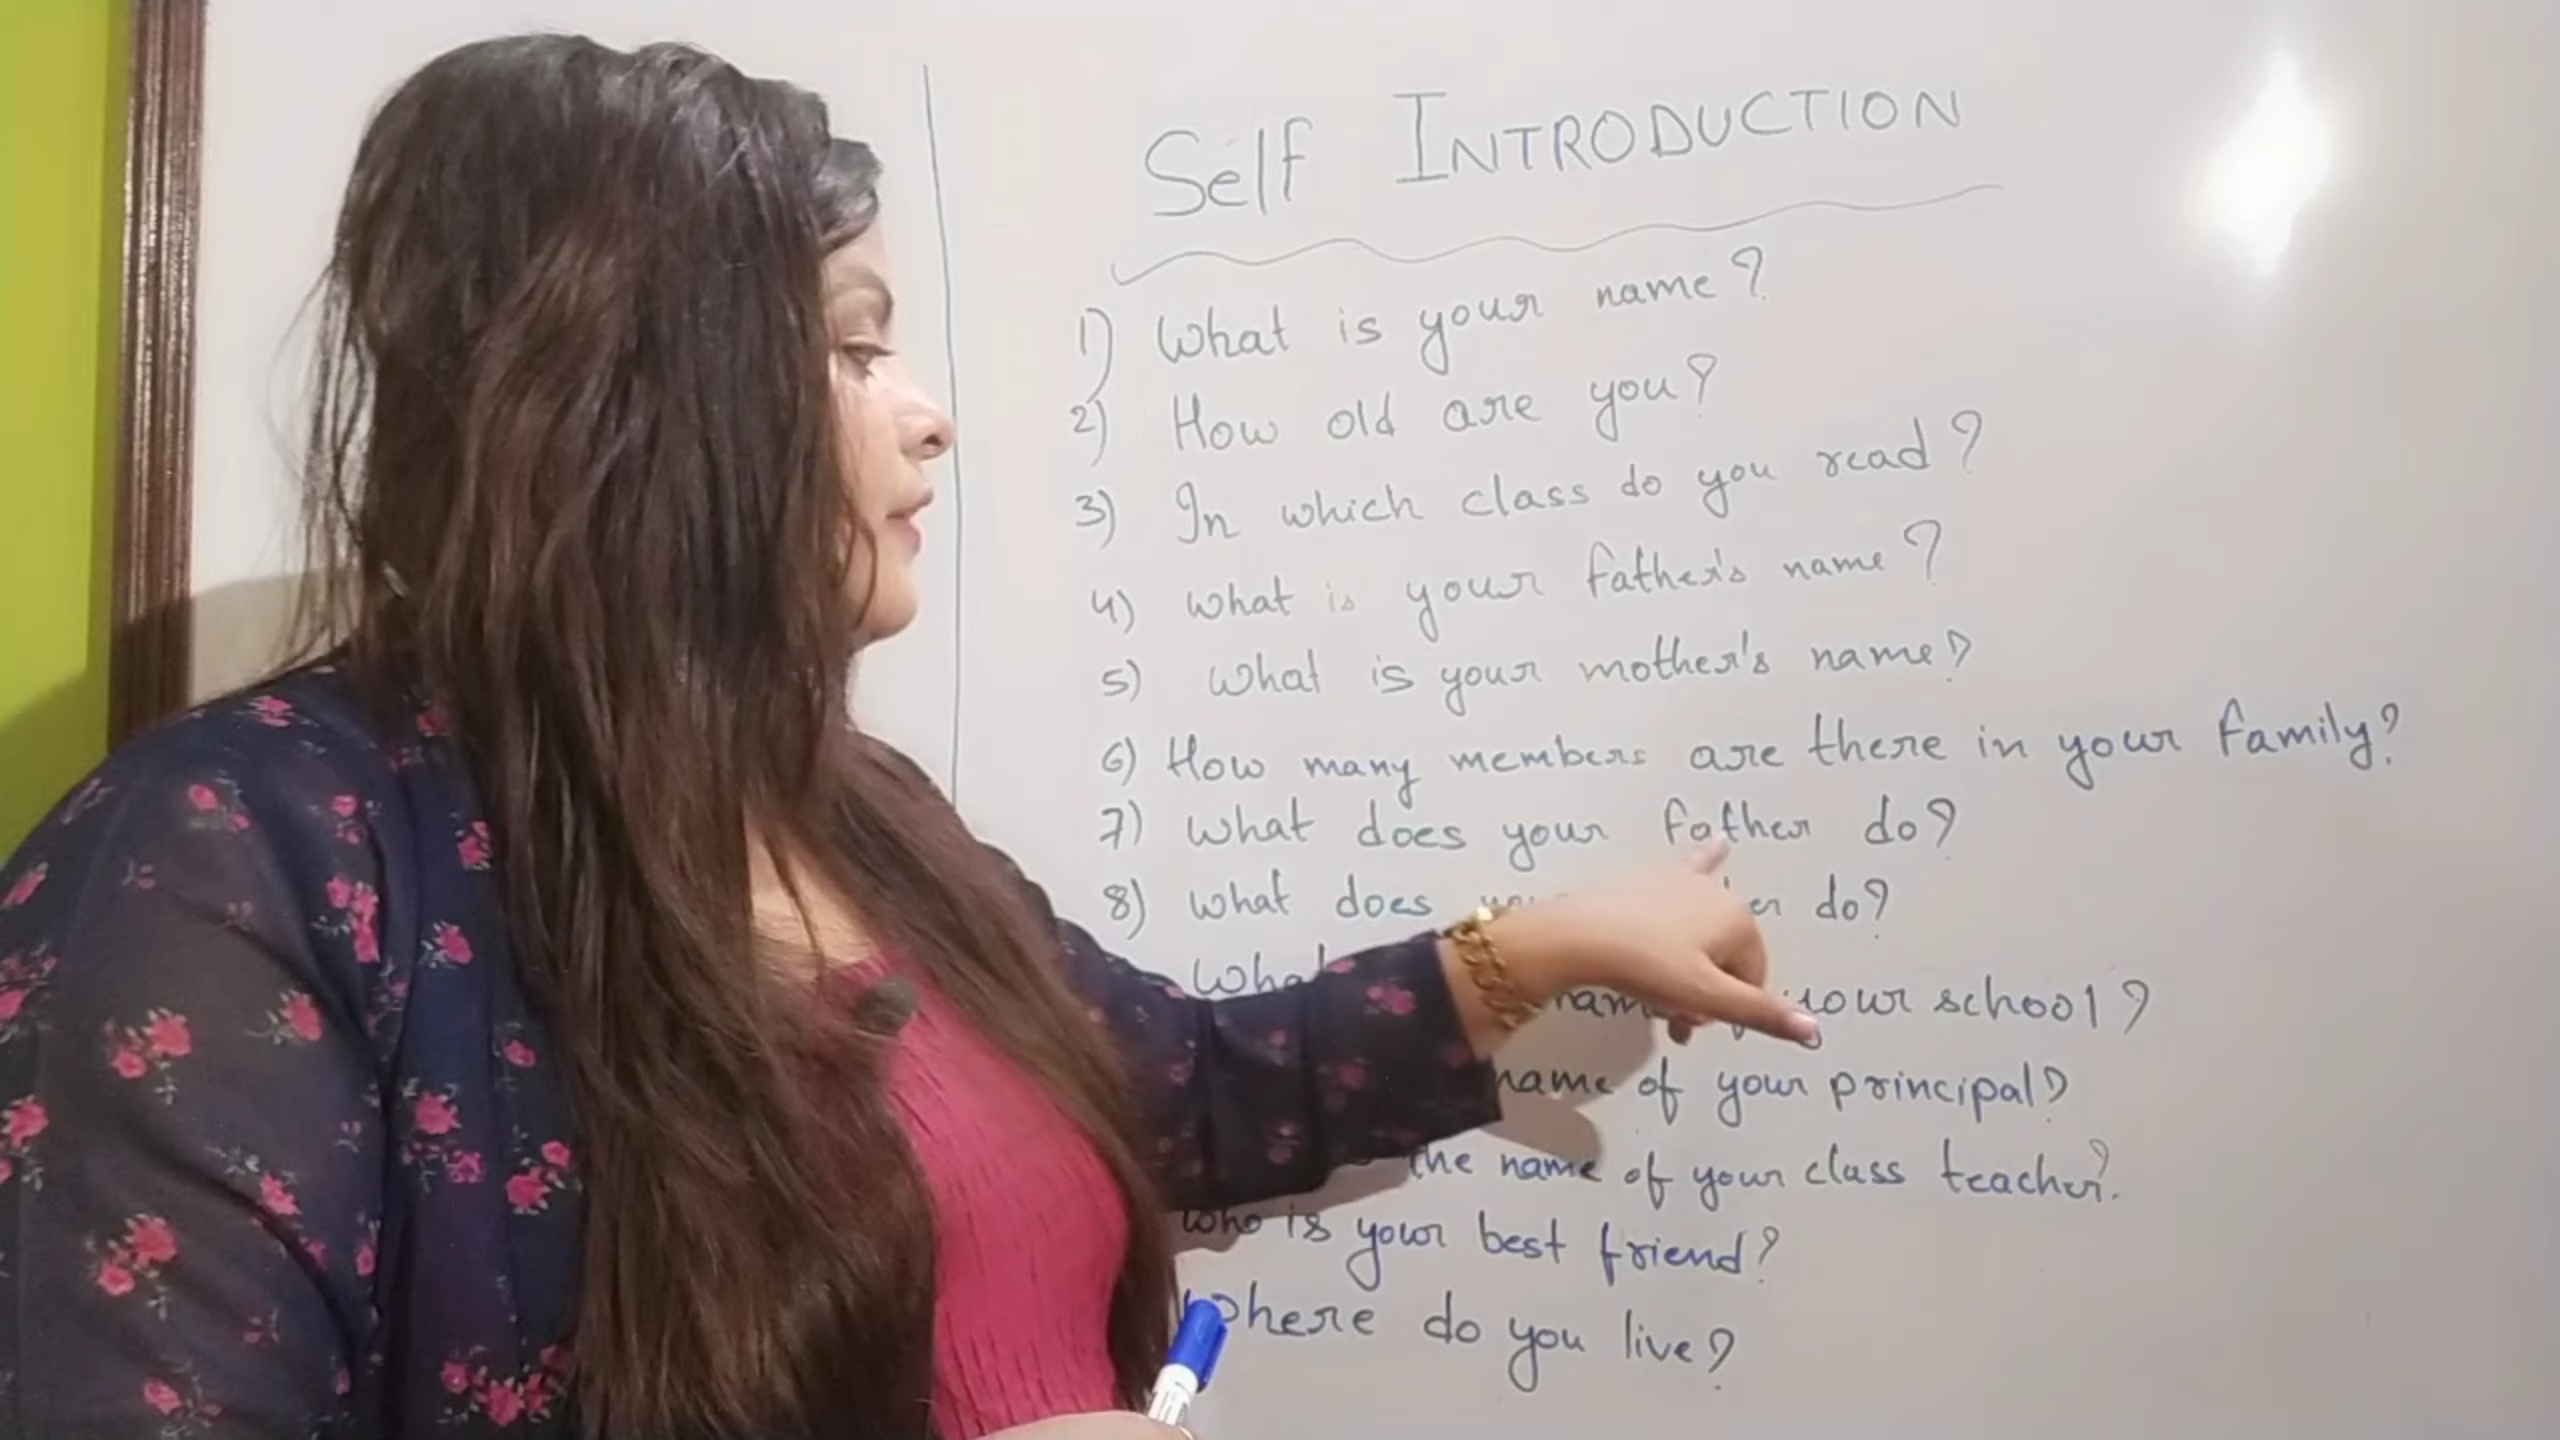 Self INTRODUCTION
1) What is your name?
2) How old are you?
3) In which class do you read?
4) What is your father's name?
5) What is your mother's name?
6) How many members are there in your family?
7) What does your father do?
8) What does do?
your school?
name of your principal?
the name of your class teacher?
who is your best friend?
Where do you live?